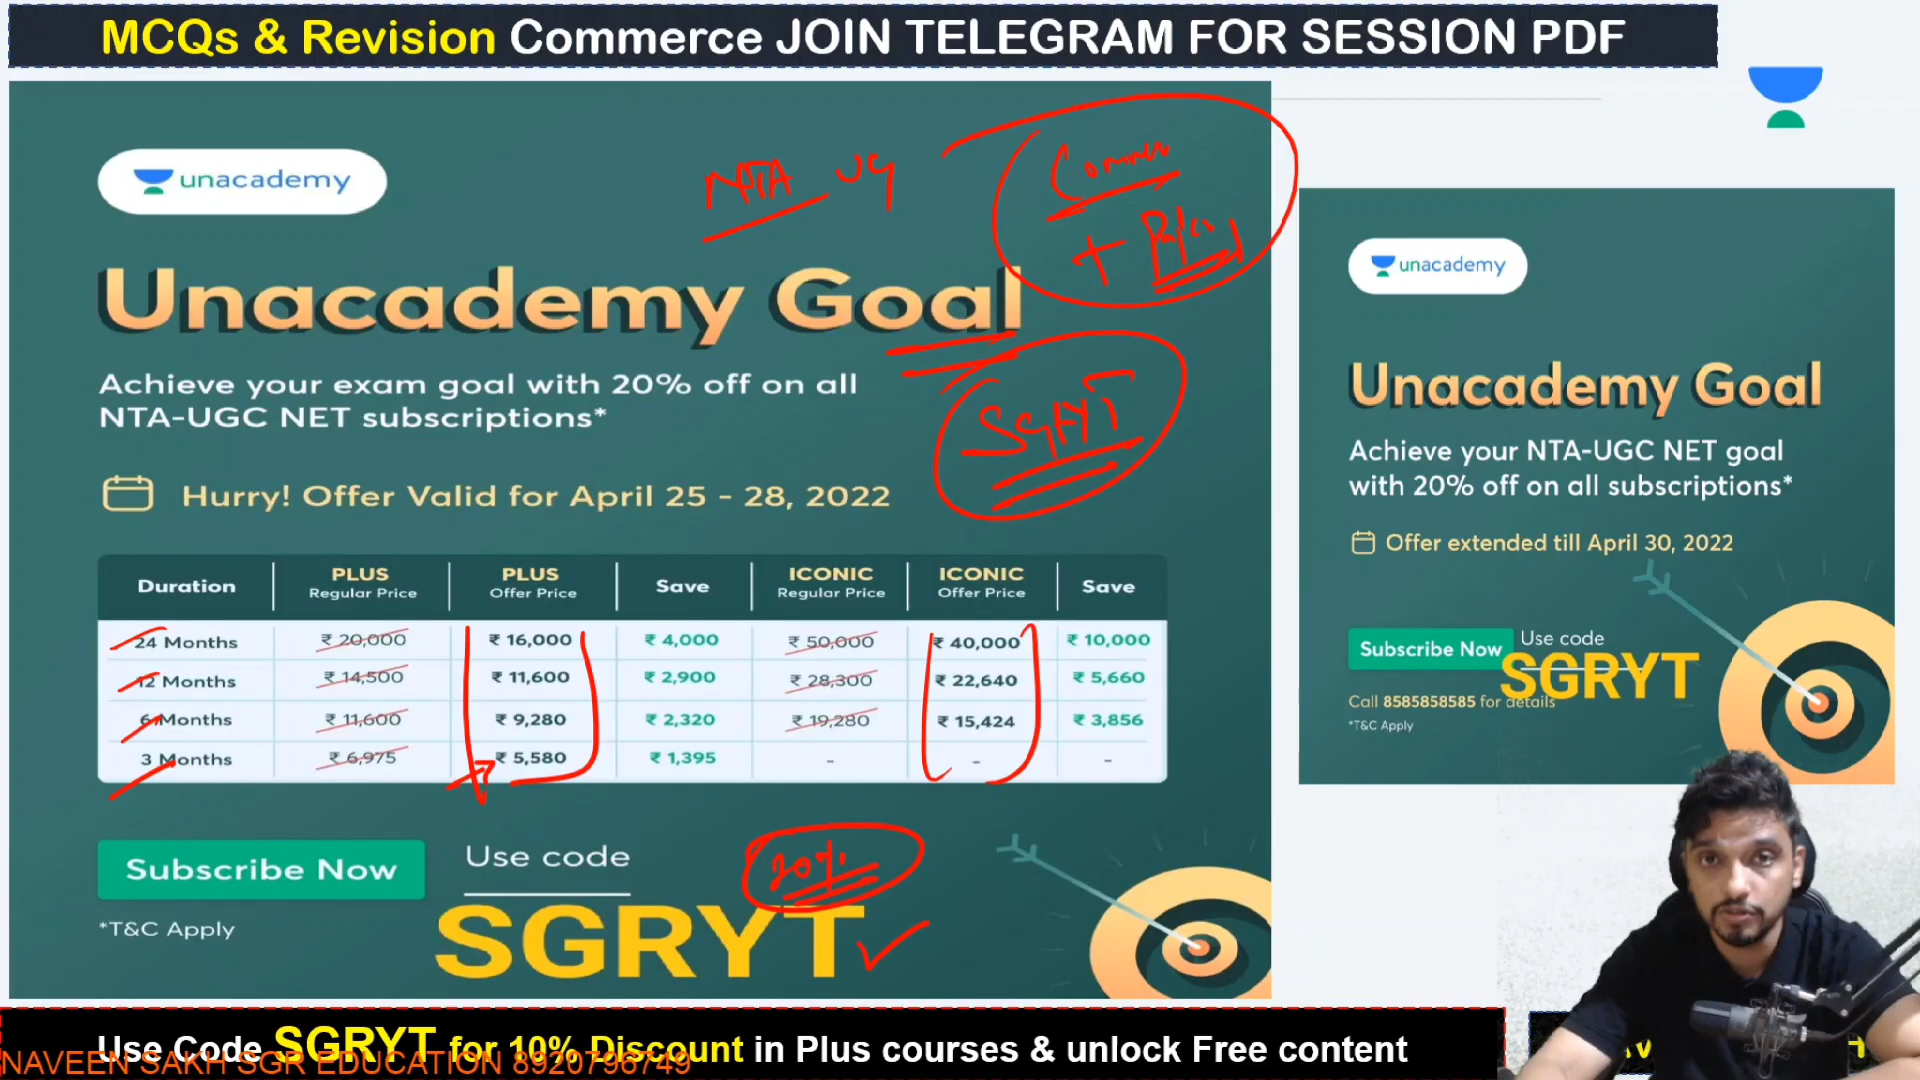 MCQs & Revision Commerce JOIN TELEGRAM FOR SESSION PDF
unacademy
NTA UG
Comme
+ Plus
Unacademy Goal
Achieve your exam goal with 20% off on all
NTA-UGC NET subscriptions*
SGRYT
Hurry! Offer Valid for April 25 - 28, 2022
Duration PLUS Regular Price PLUS Offer Price Save ICONIC Regular Price ICONIC Offer Price Save
24 Months ₹ 20,000 ₹ 16,000 ₹ 4,000 ₹ 50,000 ₹ 40,000 ₹ 10,000
12 Months ₹ 14,500 ₹ 11,600 ₹ 2,900 ₹ 28,300 ₹ 22,640 ₹ 5,660
6 Months ₹ 11,600 ₹ 9,280 ₹ 2,320 ₹ 19,280 ₹ 15,424 ₹ 3,856
3 Months ₹ 6,975 ₹ 5,580 ₹ 1,395 - - -
Subscribe Now
Use code
20%
SGRYT
*T&C Apply
unacademy
Unacademy Goal
Achieve your NTA-UGC NET goal
with 20% off on all subscriptions*
Offer extended till April 30, 2022
Subscribe Now
Use code
SGRYT
Call 8585858585 for details
*T&C Apply
Use Code SGRYT for 10% Discount in Plus courses & unlock Free content
NAVEEN SAKH SGR EDUCATION 8920798749